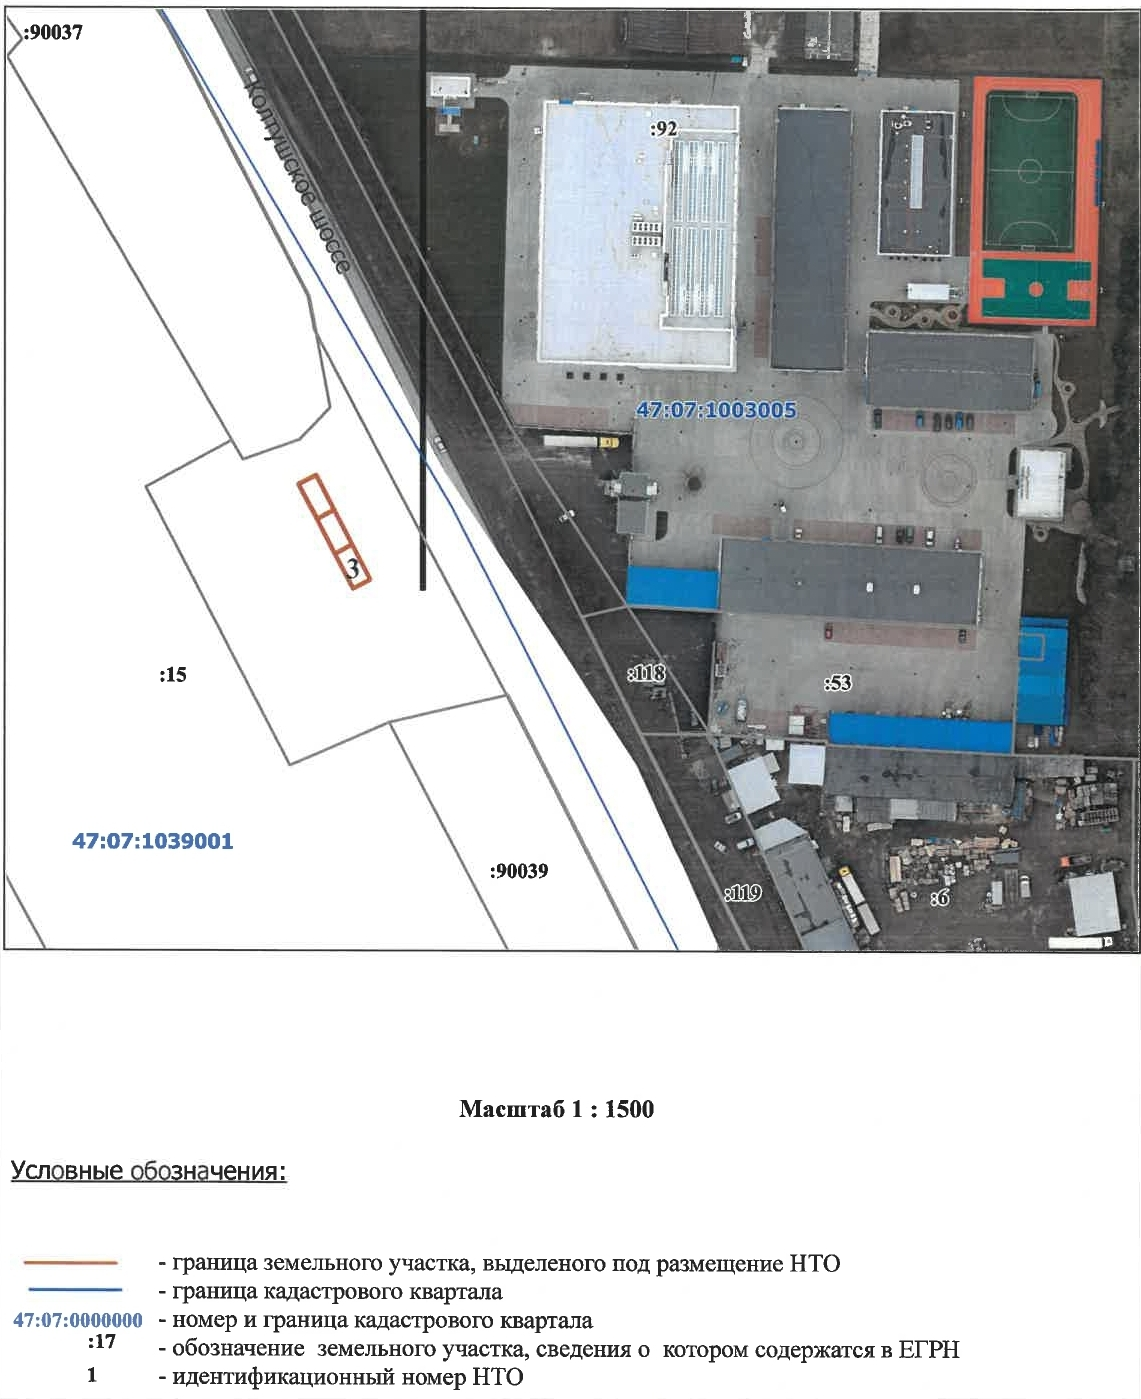 :90037
Колтушское шоссе
:92
47:07:1003005
3
:15
:118
:53
47:07:1039001
:90039
:119
:6
Масштаб 1 : 1500
Условные обозначения:
- граница земельного участка, выделеного под размещение НТО
- граница кадастрового квартала
47:07:0000000 - номер и граница кадастрового квартала
:17 - обозначение земельного участка, сведения о котором содержатся в ЕГРН
1 - идентификационный номер НТО